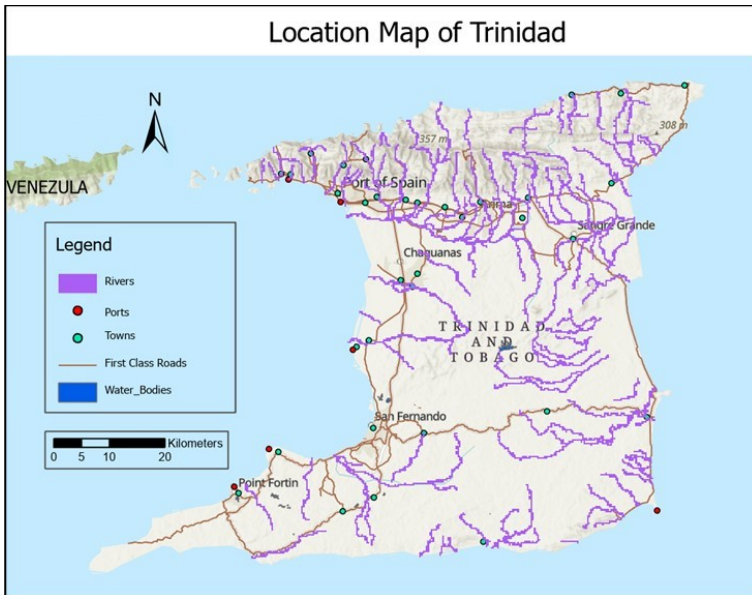 Location Map of Trinidad
N
357 m
308 m
VENEZULA
Port of Spain
Arima
Sangre Grande
Legend
Rivers
Ports
Towns
First Class Roads
Water_Bodies
Chaguanas
TRINIDAD
AND
TOBAGO
San Fernando
Kilometers
0 5 10 20
Point Fortin